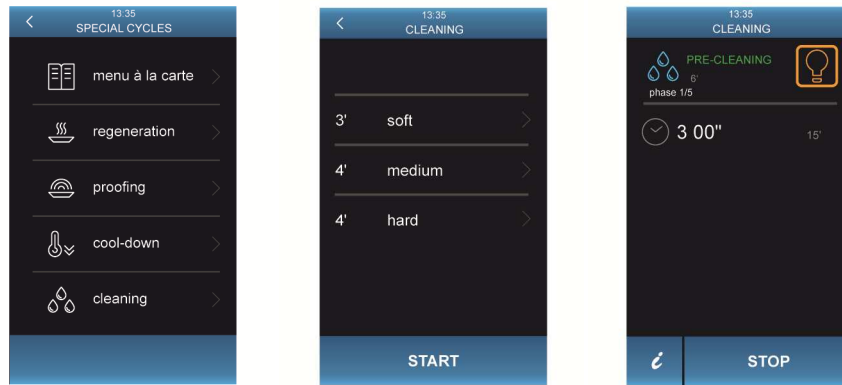 13:35
SPECIAL CYCLES
menu à la carte
regeneration
proofing
cool-down
cleaning
13:35
CLEANING
3' soft
4' medium
4' hard
START
13:35
CLEANING
PRE-CLEANING
6'
phase 1/5
3 00" 15'
i STOP